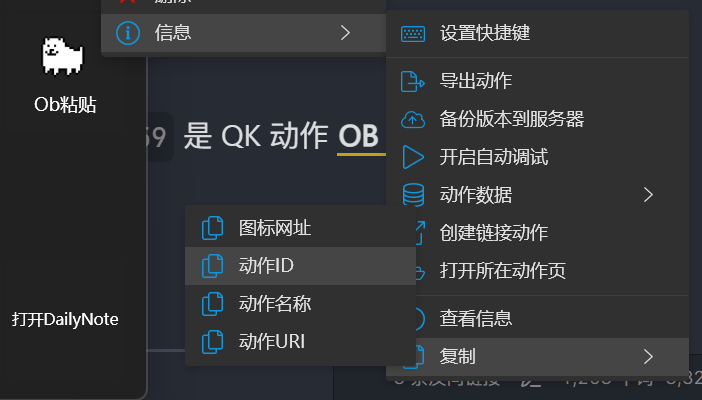 删除
信息
Ob粘贴
打开DailyNote
59 是 QK 动作 OB
设置快捷键
导出动作
备份版本到服务器
开启自动调试
动作数据
创建链接动作
打开所在动作页
查看信息
复制
图标网址
动作ID
动作名称
动作URI